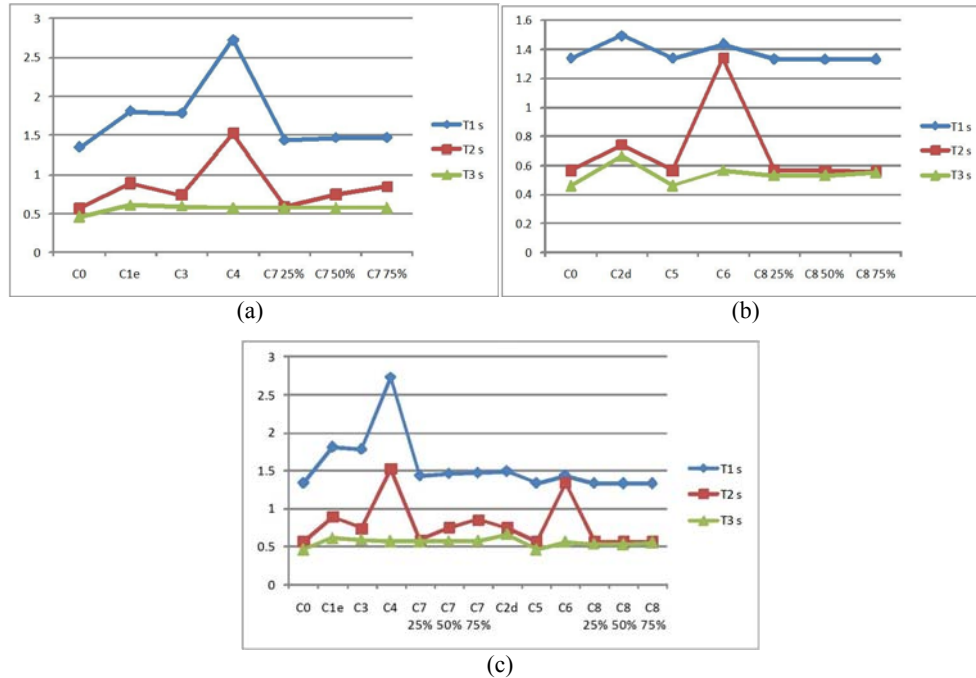 3
2.5
2
1.5
1
0.5
0
C0 C1e C3 C4 C7 25% C7 50% C7 75%
T1 s
T2 s
T3 s
(a)
1.6
1.4
1.2
1
0.8
0.6
0.4
0.2
0
C0 C2d C5 C6 C8 25% C8 50% C8 75%
T1 s
T2 s
T3 s
(b)
3
2.5
2
1.5
1
0.5
0
C0 C1e C3 C4 C7 C7 C7 C2d C5 C6 C8 C8 C8
25% 50% 75% 25% 50% 75%
T1 s
T2 s
T3 s
(c)